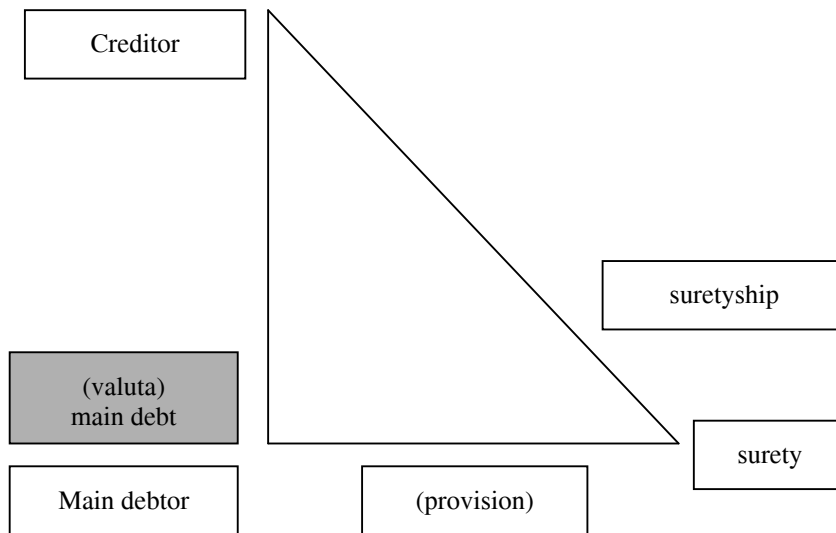 Creditor
suretyship
(valuta)
main debt
surety
Main debtor
(provision)